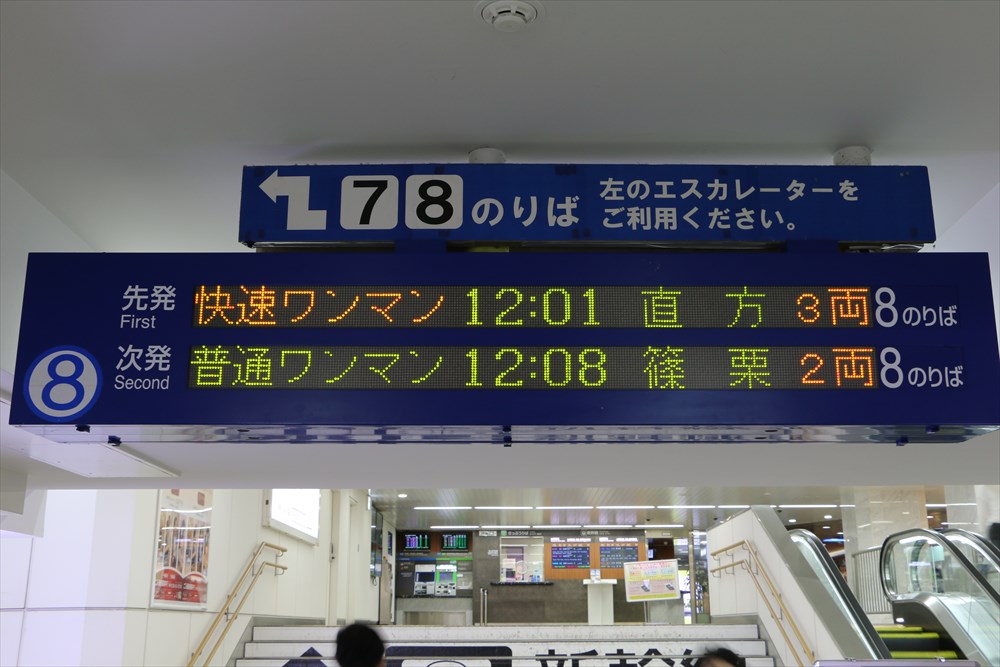 7 8 のりば 左のエスカレーターを
ご利用ください。
先発 快速ワンマン 12:01 直方 3両 8のりば
First
8
次発 普通ワンマン 12:08 篠栗 2両 8のりば
Second
新幹線